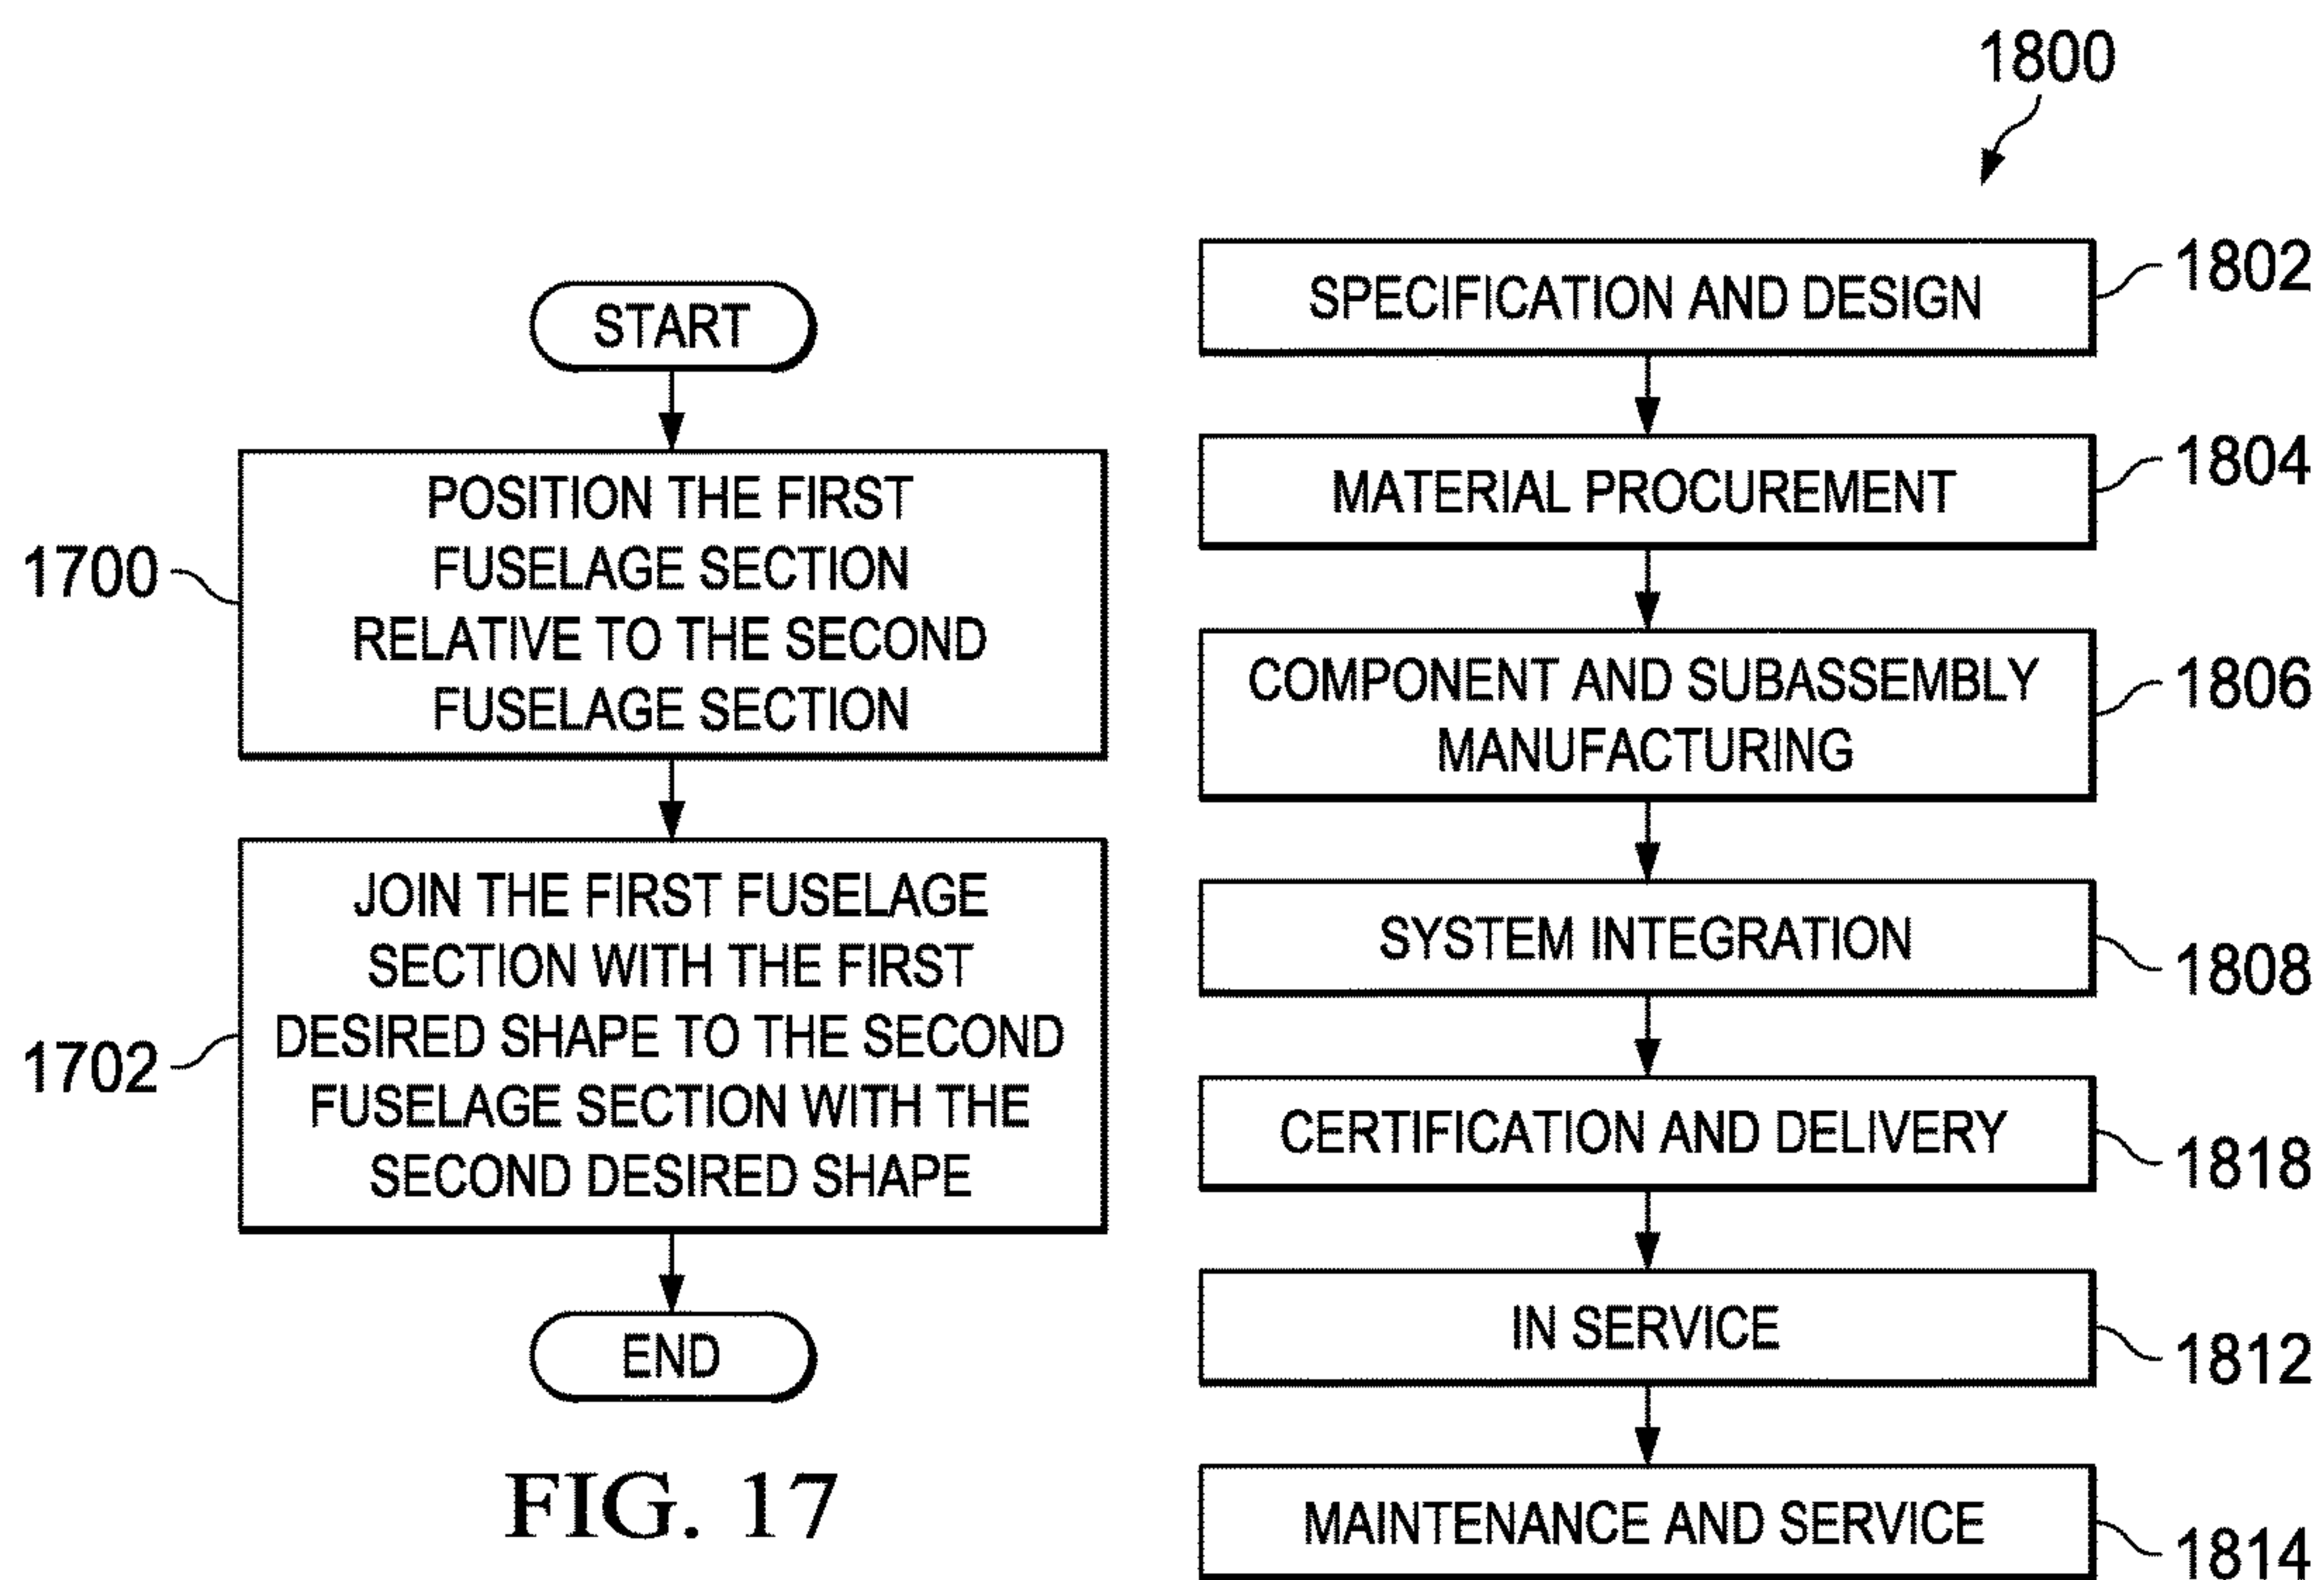 START
1700
POSITION THE FIRST
FUSELAGE SECTION
RELATIVE TO THE SECOND
FUSELAGE SECTION
1702
JOIN THE FIRST FUSELAGE
SECTION WITH THE FIRST
DESIRED SHAPE TO THE SECOND
FUSELAGE SECTION WITH THE
SECOND DESIRED SHAPE
END
FIG. 17
1800
SPECIFICATION AND DESIGN
1802
MATERIAL PROCUREMENT
1804
COMPONENT AND SUBASSEMBLY
MANUFACTURING
1806
SYSTEM INTEGRATION
1808
CERTIFICATION AND DELIVERY
1818
IN SERVICE
1812
MAINTENANCE AND SERVICE
1814